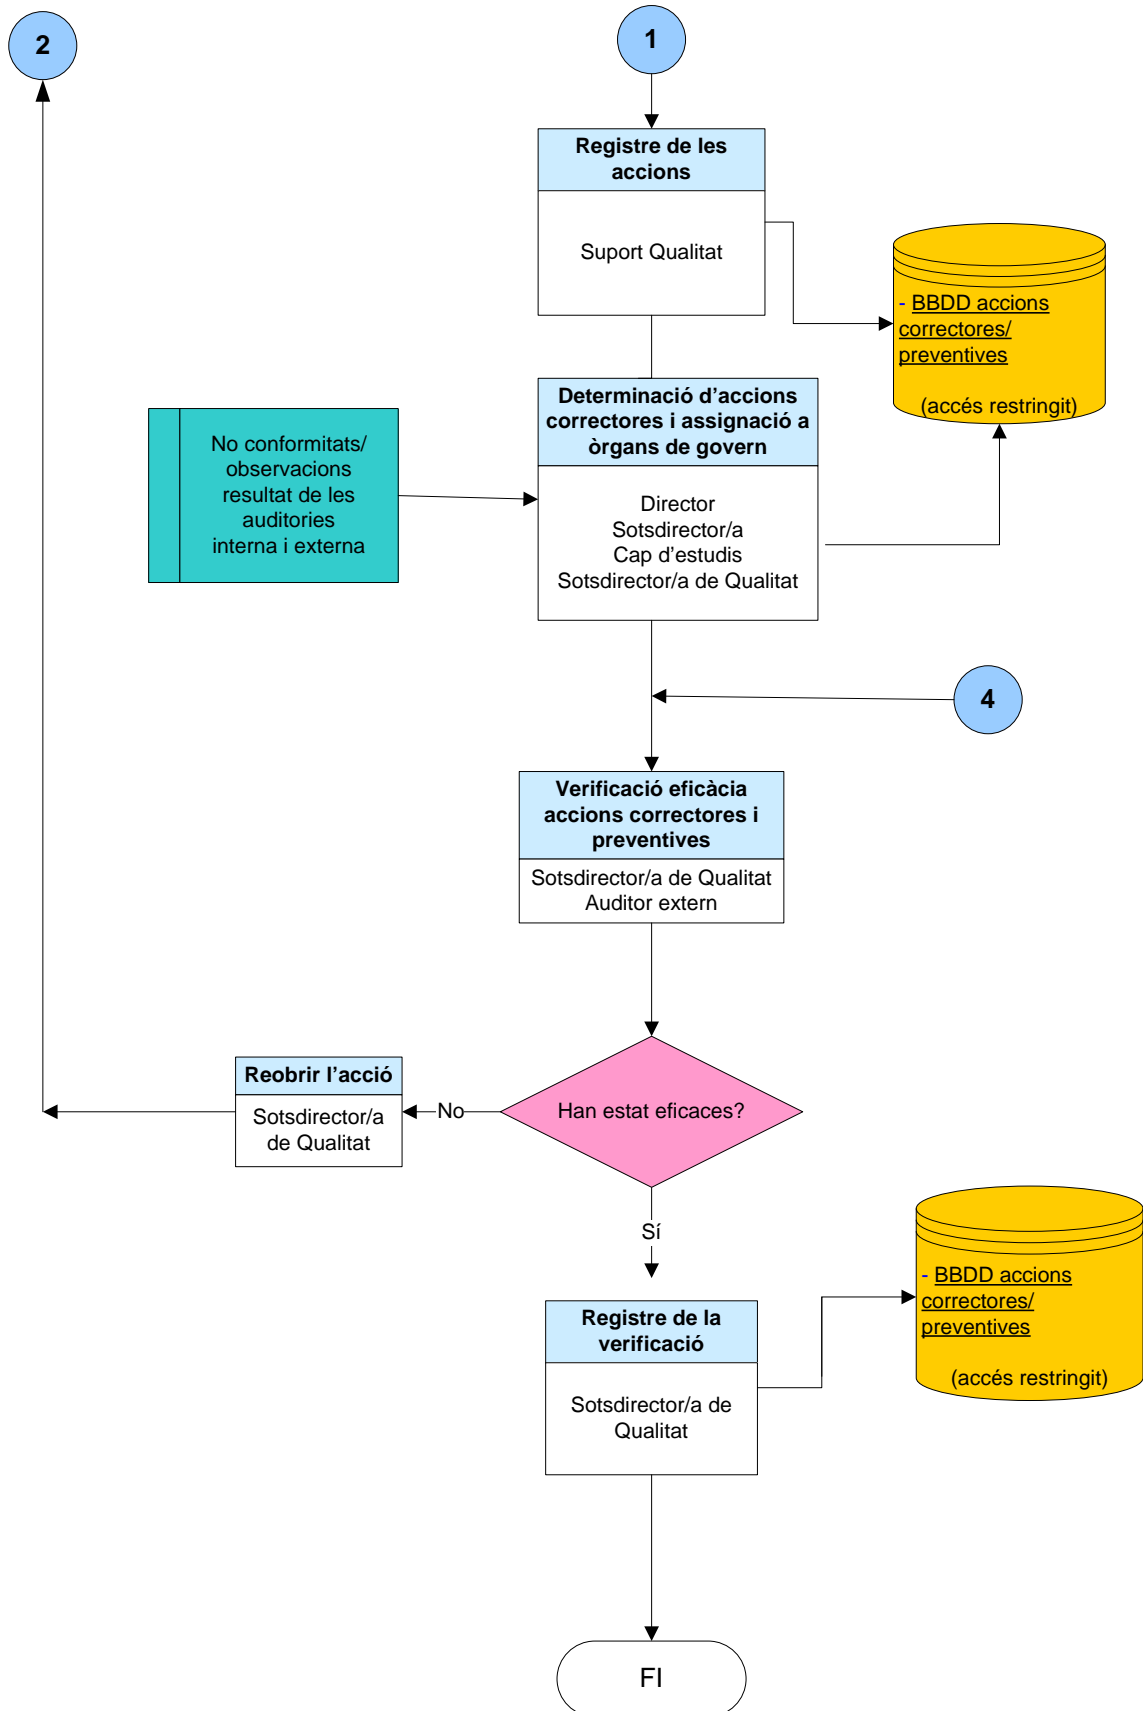 2
1
Registre de les
accions
Suport Qualitat
- BBDD accions
correctores/
preventives
(accés restringit)
Determinació d’accions
correctores i assignació a
òrgans de govern
Director
Sotsdirector/a
Cap d’estudis
Sotsdirector/a de Qualitat
No conformitats/
observacions
resultat de les
auditories
interna i externa
4
Verificació eficàcia
accions correctores i
preventives
Sotsdirector/a de Qualitat
Auditor extern
Han estat eficaces?
No
Reobrir l’acció
Sotsdirector/a
de Qualitat
Sí
Registre de la
verificació
Sotsdirector/a de
Qualitat
- BBDD accions
correctores/
preventives
(accés restringit)
FI